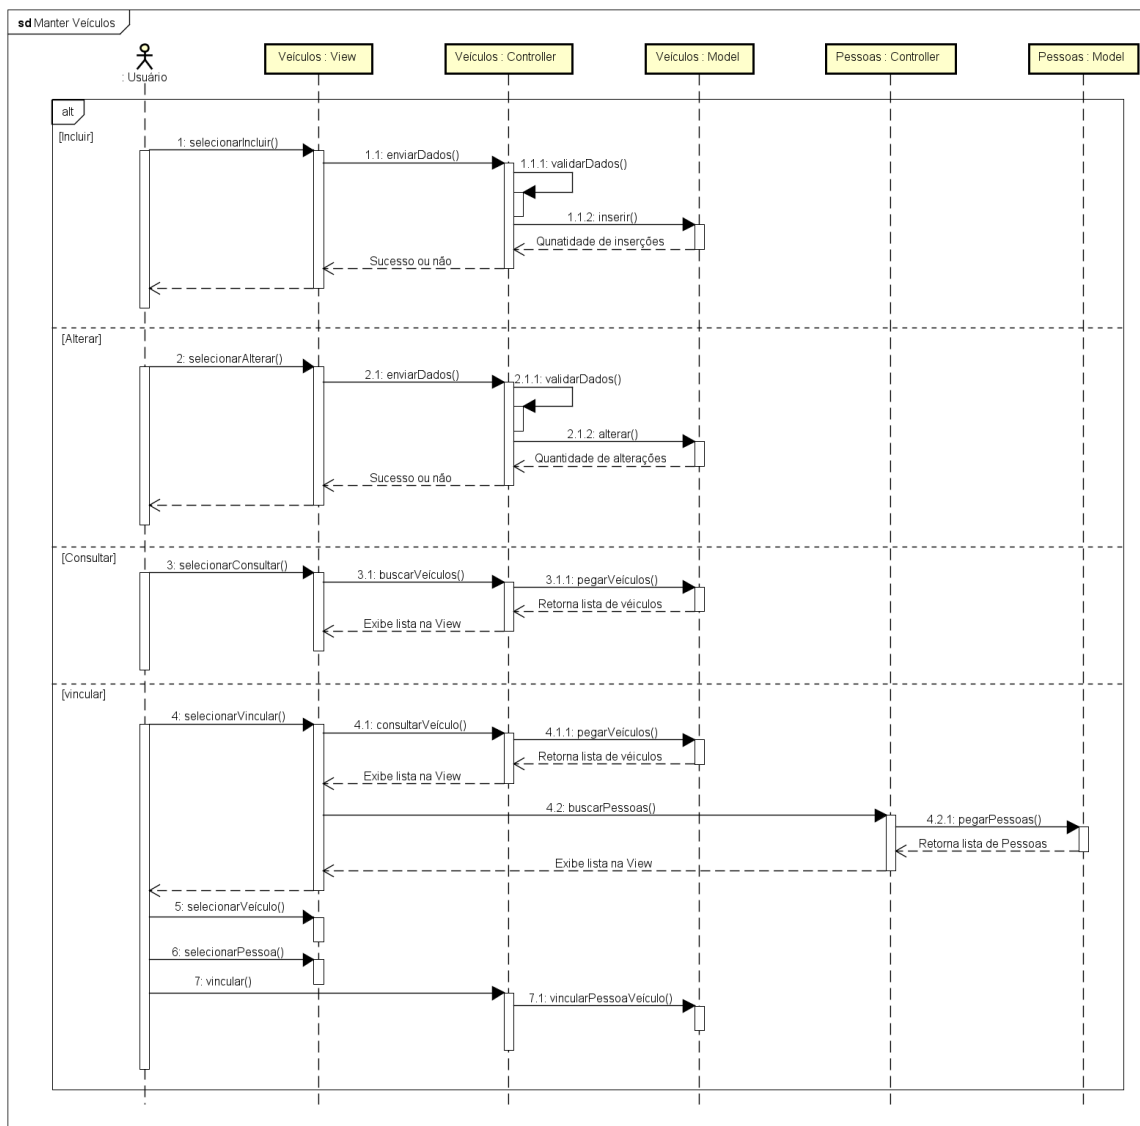 sd Manter Veículos
: Usuário
Veículos : View
Veículos : Controller
Veículos : Model
Pessoas : Controller
Pessoas : Model
alt
[Incluir]
1: selecionarIncluir()
1.1: enviarDados()
1.1.1: validarDados()
1.1.2: inserir()
Qunatidade de inserções
Sucesso ou não
[Alterar]
2: selecionarAlterar()
2.1: enviarDados()
2.1.1: validarDados()
2.1.2: alterar()
Quantidade de alterações
Sucesso ou não
[Consultar]
3: selecionarConsultar()
3.1: buscarVeículos()
3.1.1: pegarVeículos()
Retorna lista de véiculos
Exibe lista na View
[vincular]
4: selecionarVincular()
4.1: consultarVeículo()
4.1.1: pegarVeículos()
Retorna lista de véiculos
Exibe lista na View
4.2: buscarPessoas()
4.2.1: pegarPessoas()
Retorna lista de Pessoas
Exibe lista na View
5: selecionarVeículo()
6: selecionarPessoa()
7: vincular()
7.1: vincularPessoaVeículo()